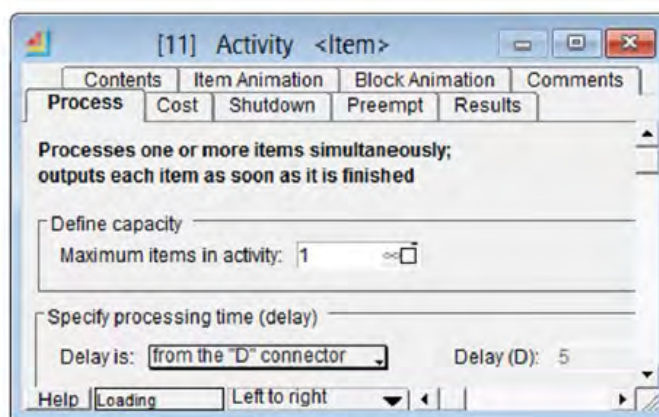 [11] Activity <Item>
Contents Item Animation Block Animation Comments
Process Cost Shutdown Preempt Results
Processes one or more items simultaneously;
outputs each item as soon as it is finished
Define capacity
Maximum items in activity: 1 ∞
Specify processing time (delay)
Delay is: from the "D" connector Delay (D): 5
Help Loading Left to right